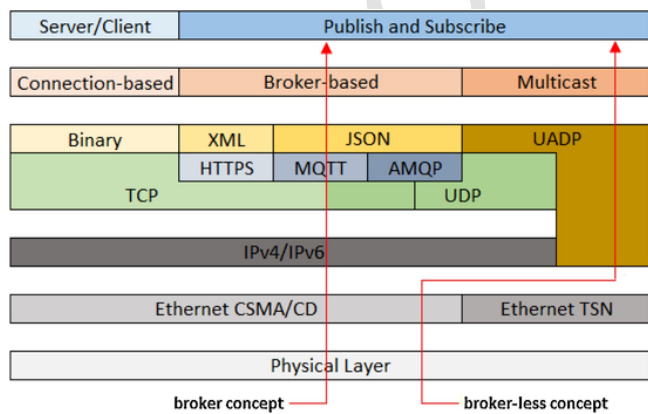 Server/Client Publish and Subscribe
Connection-based Broker-based Multicast
Binary XML JSON UADP
HTTPS MQTT AMQP
TCP UDP
IPv4/IPv6
Ethernet CSMA/CD Ethernet TSN
Physical Layer
broker concept broker-less concept